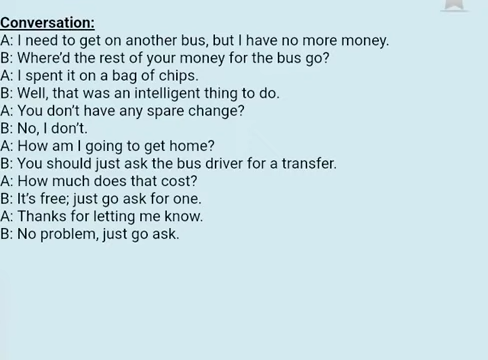 Conversation:
A: I need to get on another bus, but I have no more money.
B: Where’d the rest of your money for the bus go?
A: I spent it on a bag of chips.
B: Well, that was an intelligent thing to do.
A: You don’t have any spare change?
B: No, I don’t.
A: How am I going to get home?
B: You should just ask the bus driver for a transfer.
A: How much does that cost?
B: It’s free; just go ask for one.
A: Thanks for letting me know.
B: No problem, just go ask.